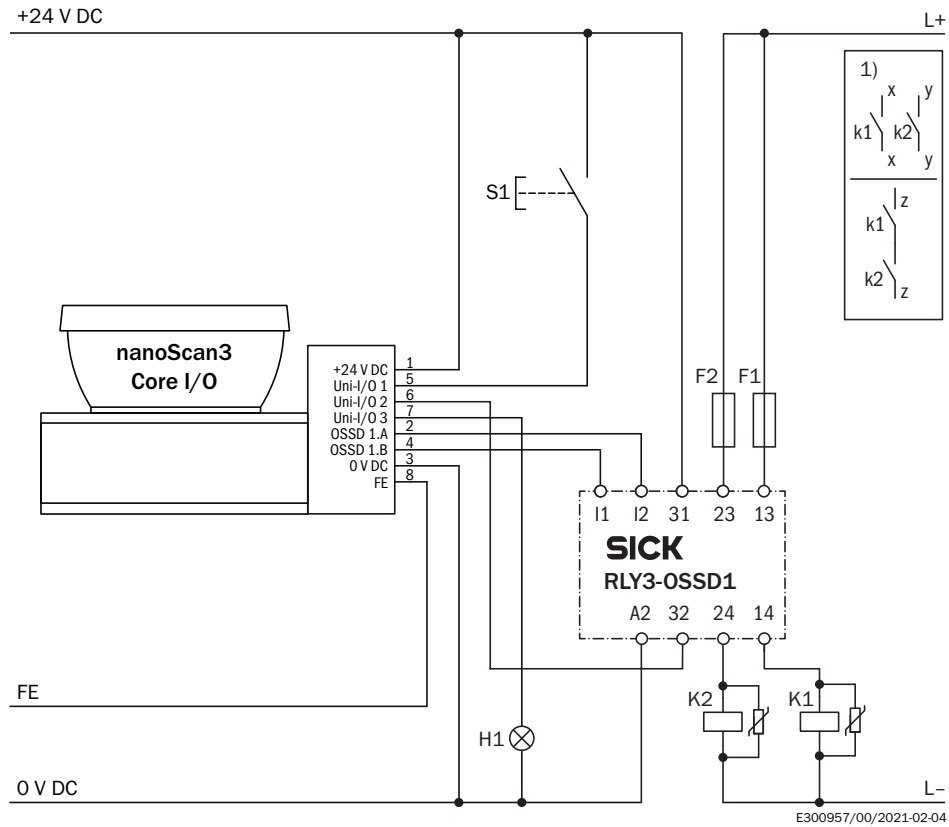 +24 V DC
L+
1)
x y
k1 k2
x y
z
k1
k2
z
S1
nanoScan3
Core I/O
+24 V DC 1
Uni-I/O 1 5
Uni-I/O 2 6
Uni-I/O 3 7
OSSD 1.A 2
OSSD 1.B 4
0 V DC 3
FE 8
F2 F1
I1 I2 31 23 13
SICK
RLY3-OSSD1
A2 32 24 14
FE
K2 K1
H1
0 V DC
L–
E300957/00/2021-02-04